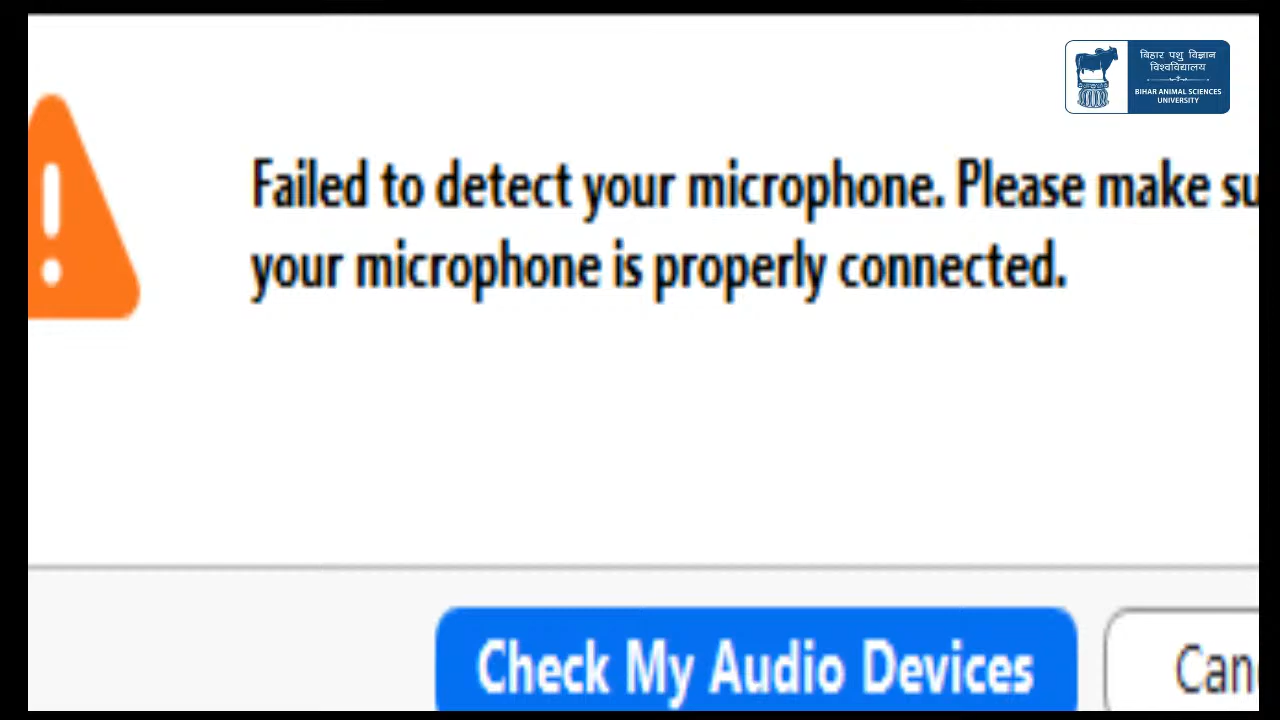 बिहार पशु विज्ञान
विश्वविद्यालय
BIHAR ANIMAL SCIENCES
UNIVERSITY
Failed to detect your microphone. Please make su
your microphone is properly connected.
Check My Audio Devices
Can